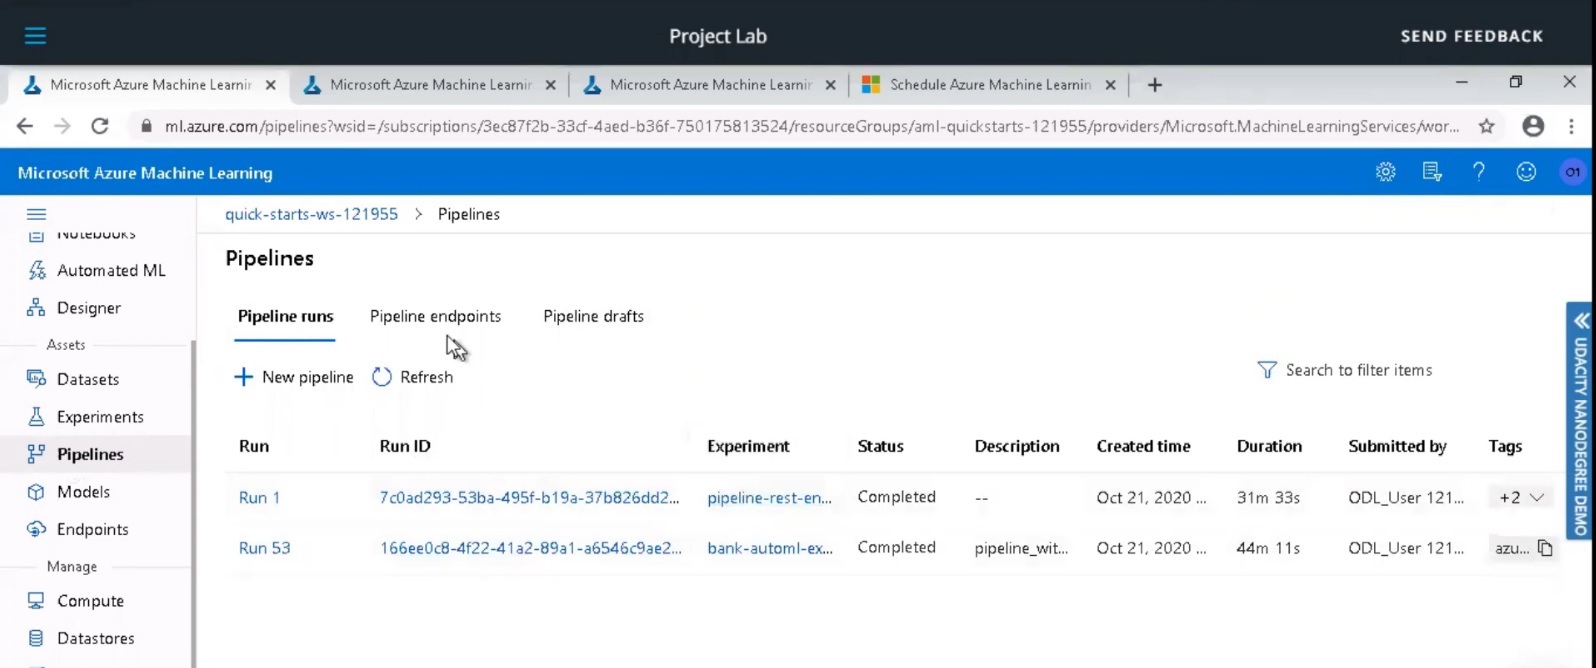 Project Lab
SEND FEEDBACK
Microsoft Azure Machine Learnin
Microsoft Azure Machine Learnin
Microsoft Azure Machine Learnin
Schedule Azure Machine Learnin
ml.azure.com/pipelines?wsid=/subscriptions/3ec87f2b-33cf-4aed-b36f-750175813524/resourceGroups/aml-quickstarts-121955/providers/Microsoft.MachineLearningServices/wor...
Microsoft Azure Machine Learning
01
quick-starts-ws-121955 > Pipelines
Notebooks
Automated ML
Designer
Assets
Datasets
Experiments
Pipelines
Models
Endpoints
Manage
Compute
Datastores
Pipelines
Pipeline runs Pipeline endpoints Pipeline drafts
New pipeline Refresh
Search to filter items
Run Run ID Experiment Status Description Created time Duration Submitted by Tags
Run 1 7c0ad293-53ba-495f-b19a-37b826dd2... pipeline-rest-en... Completed -- Oct 21, 2020 ... 31m 33s ODL_User 121... +2
Run 53 166ee0c8-4f22-41a2-89a1-a6546c9ae2... bank-automl-ex... Completed pipeline_wit... Oct 21, 2020 ... 44m 11s ODL_User 121... azu...
UDACITY NANODEGREE DEMO